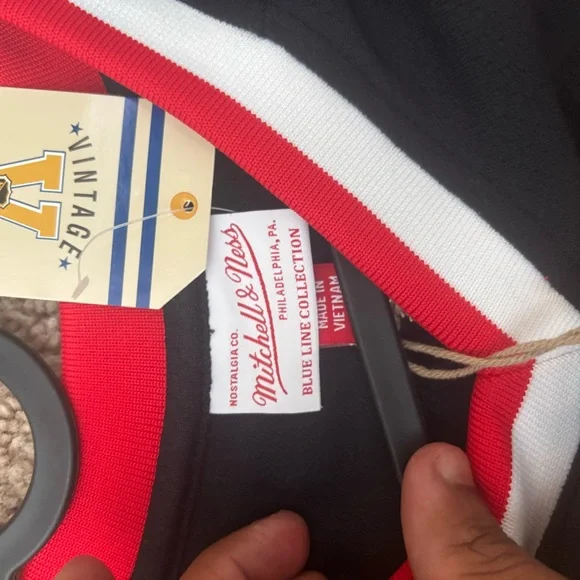 VINTAGE
V
S
NOSTALGIA CO.
Mitchell & Ness
PHILADELPHIA, PA.
BLUE LINE COLLECTION
MADE IN
VIETNAM